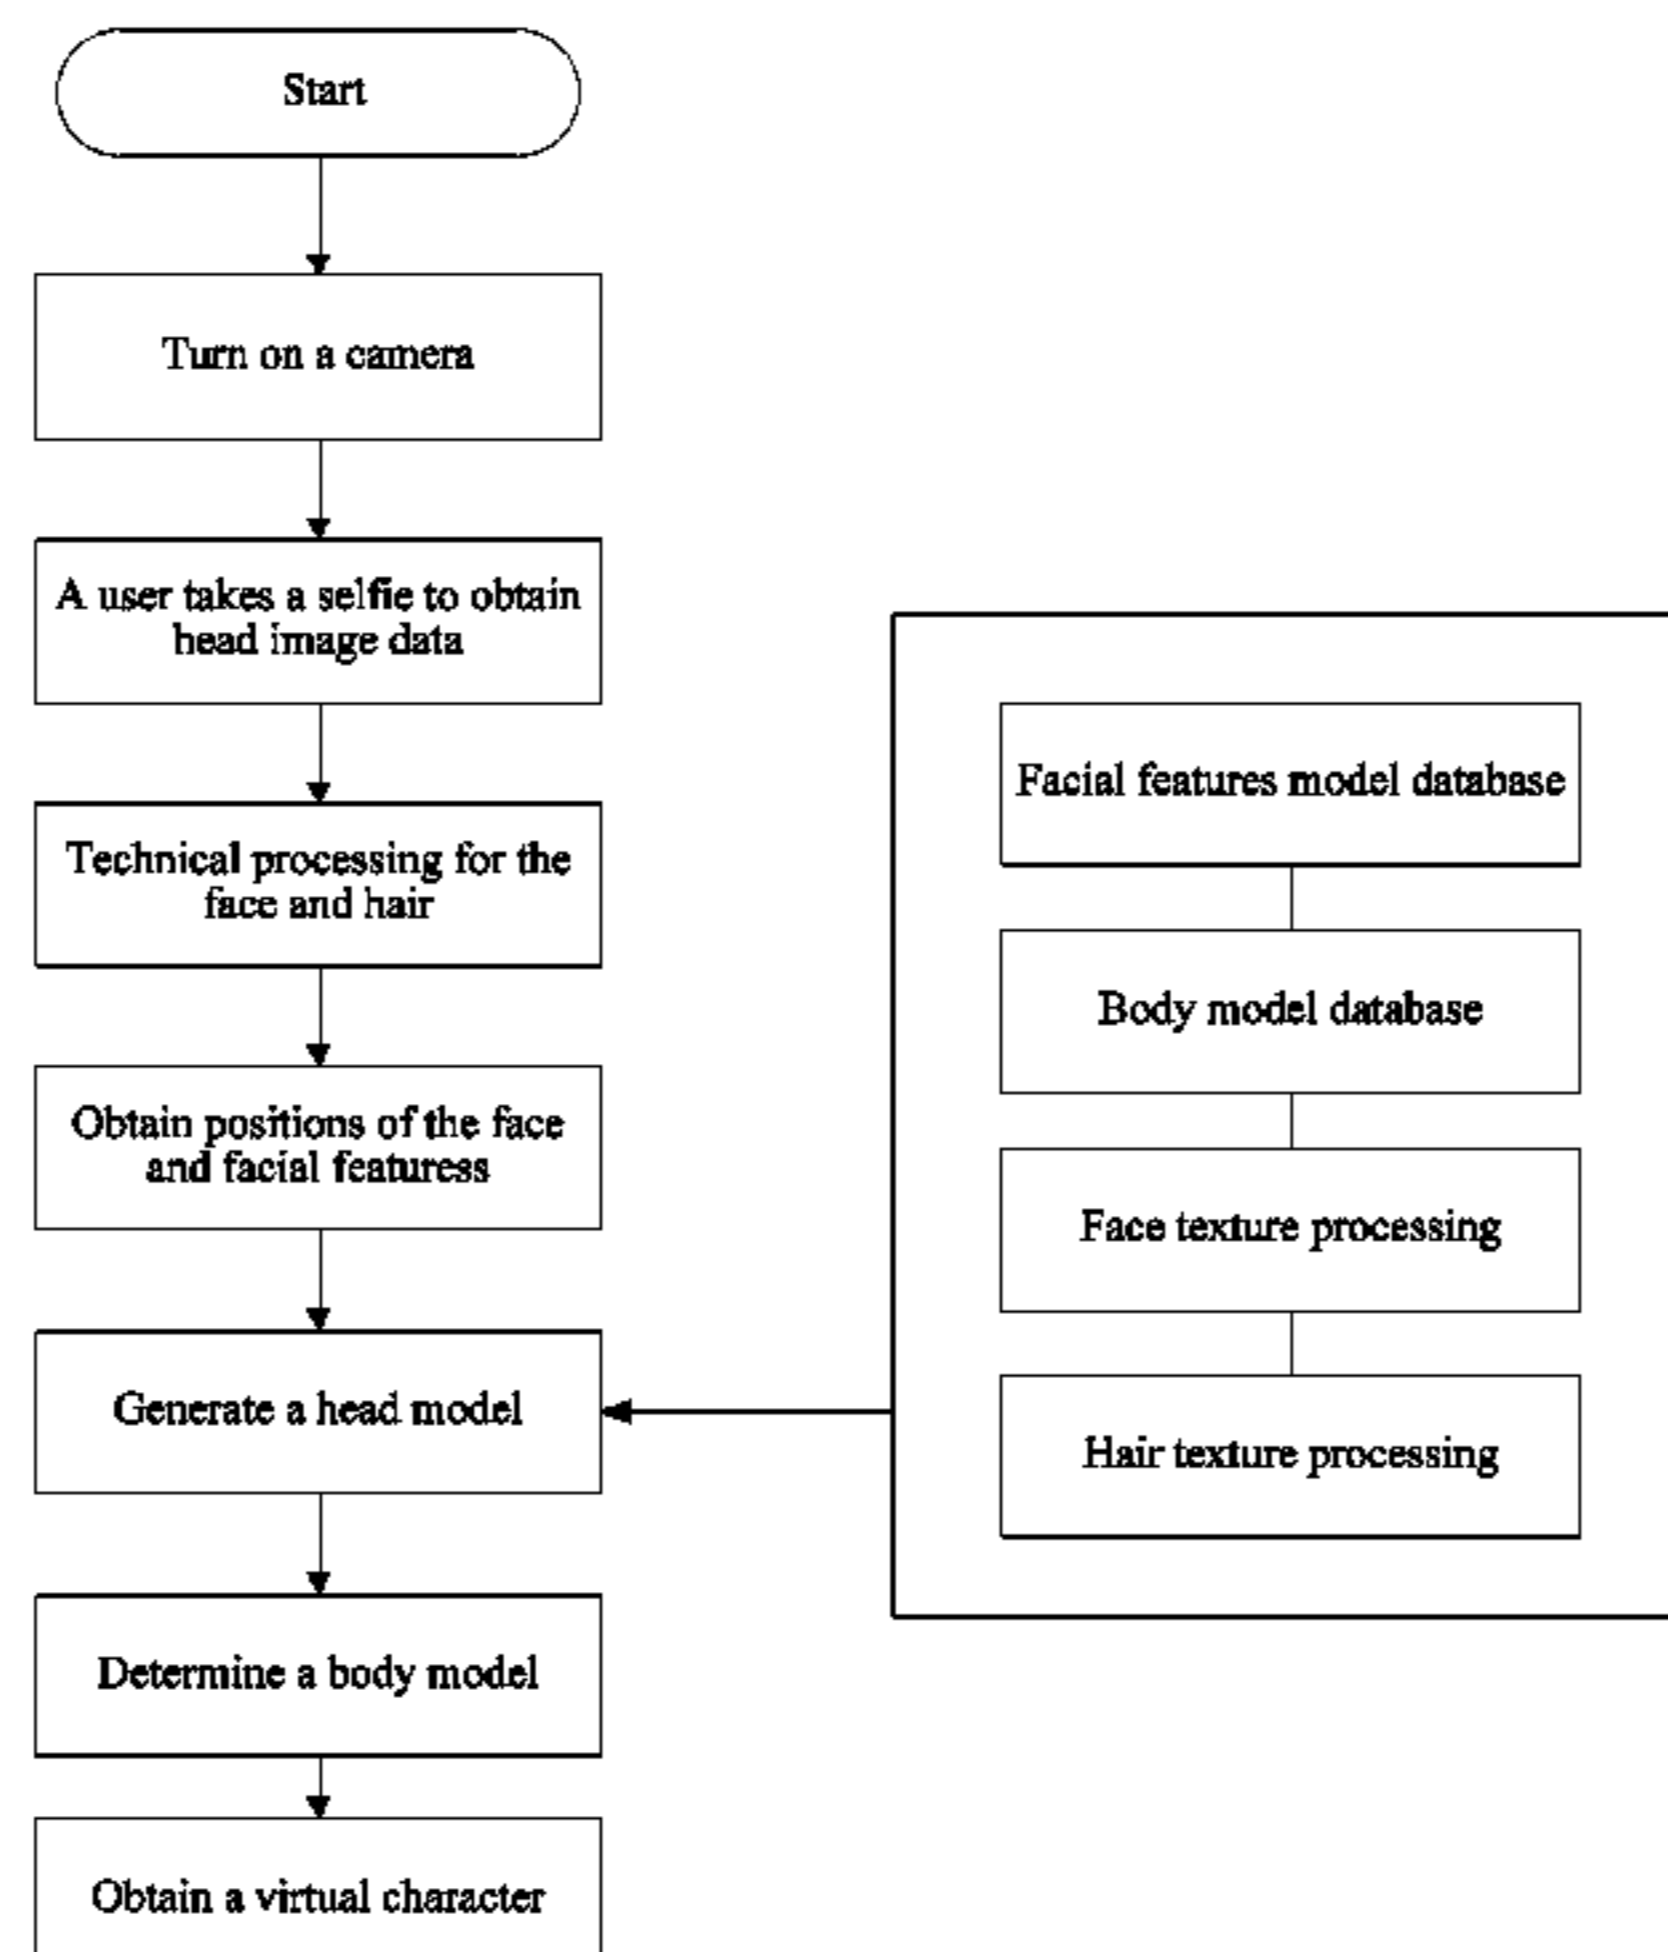 Start
Turn on a camera
A user takes a selfie to obtain
head image data
Technical processing for the
face and hair
Obtain positions of the face
and facial featuress
Generate a head model
Determine a body model
Obtain a virtual character
Facial features model database
Body model database
Face texture processing
Hair texture processing